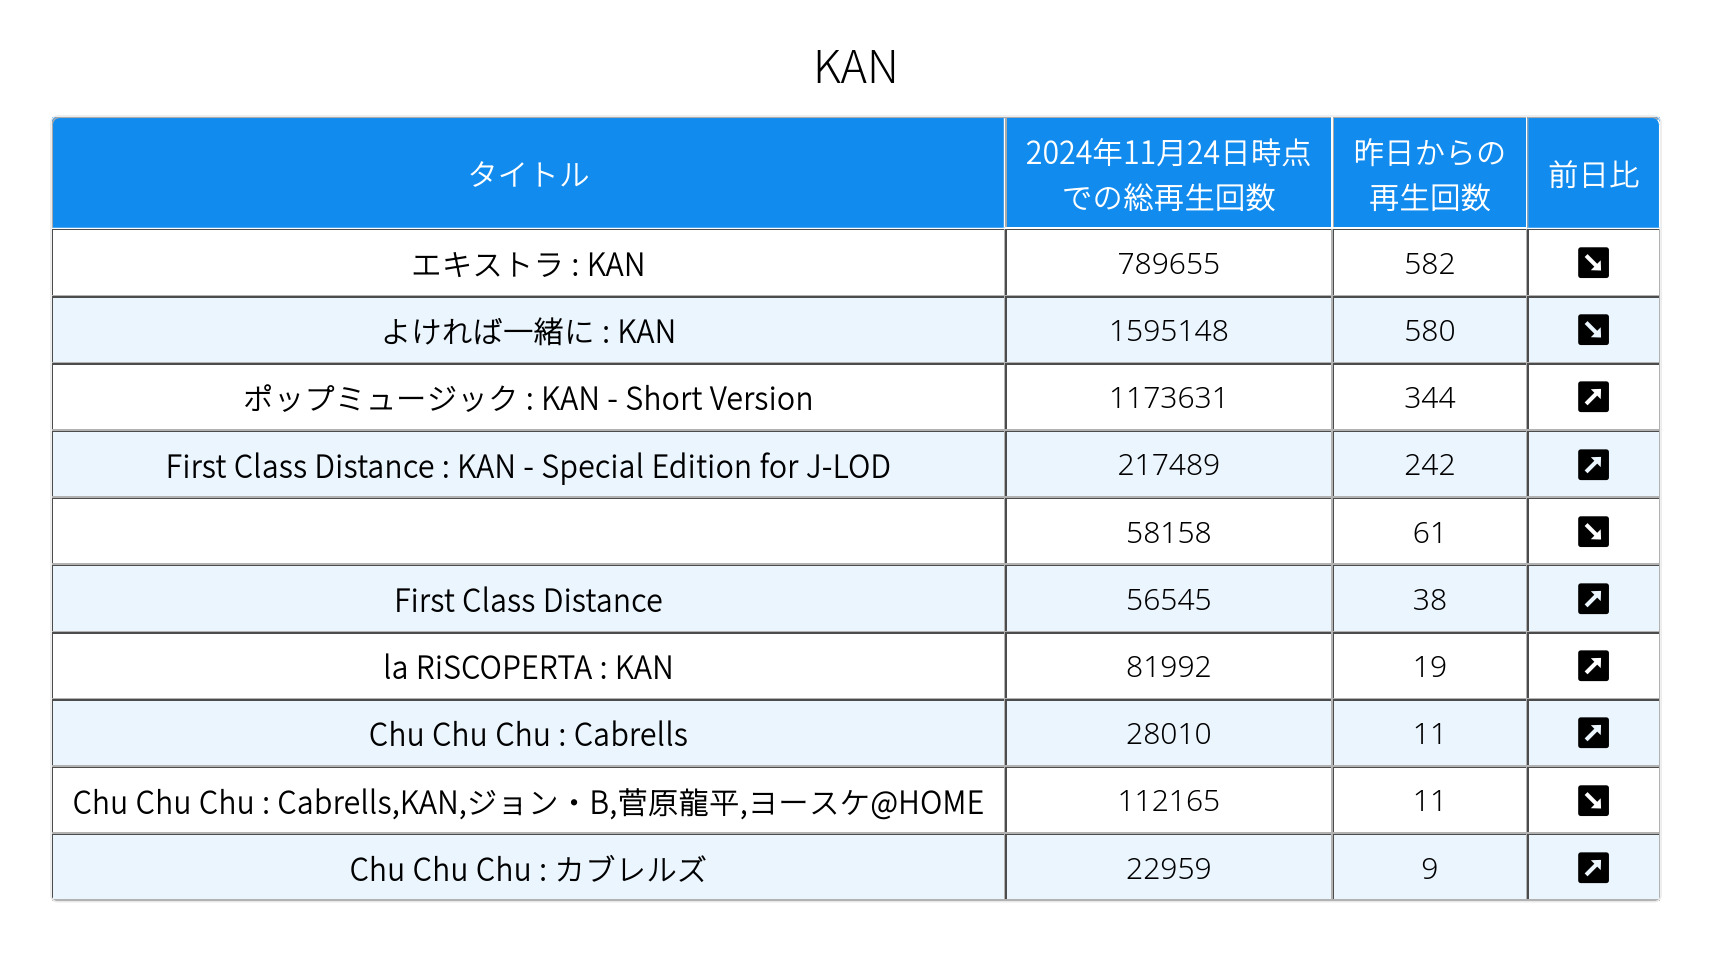 KAN
タイトル 2024年11月24日時点での総再生回数 昨日からの再生回数 前日比
エキストラ : KAN 789655 582 ↘
よければ一緒に : KAN 1595148 580 ↘
ポップミュージック : KAN - Short Version 1173631 344 ↗
First Class Distance : KAN - Special Edition for J-LOD 217489 242 ↗
58158 61 ↘
First Class Distance 56545 38 ↗
la RiSCOPERTA : KAN 81992 19 ↗
Chu Chu Chu : Cabrells 28010 11 ↗
Chu Chu Chu : Cabrells,KAN,ジョン・B,菅原龍平,ヨースケ@HOME 112165 11 ↘
Chu Chu Chu : カブレルズ 22959 9 ↗